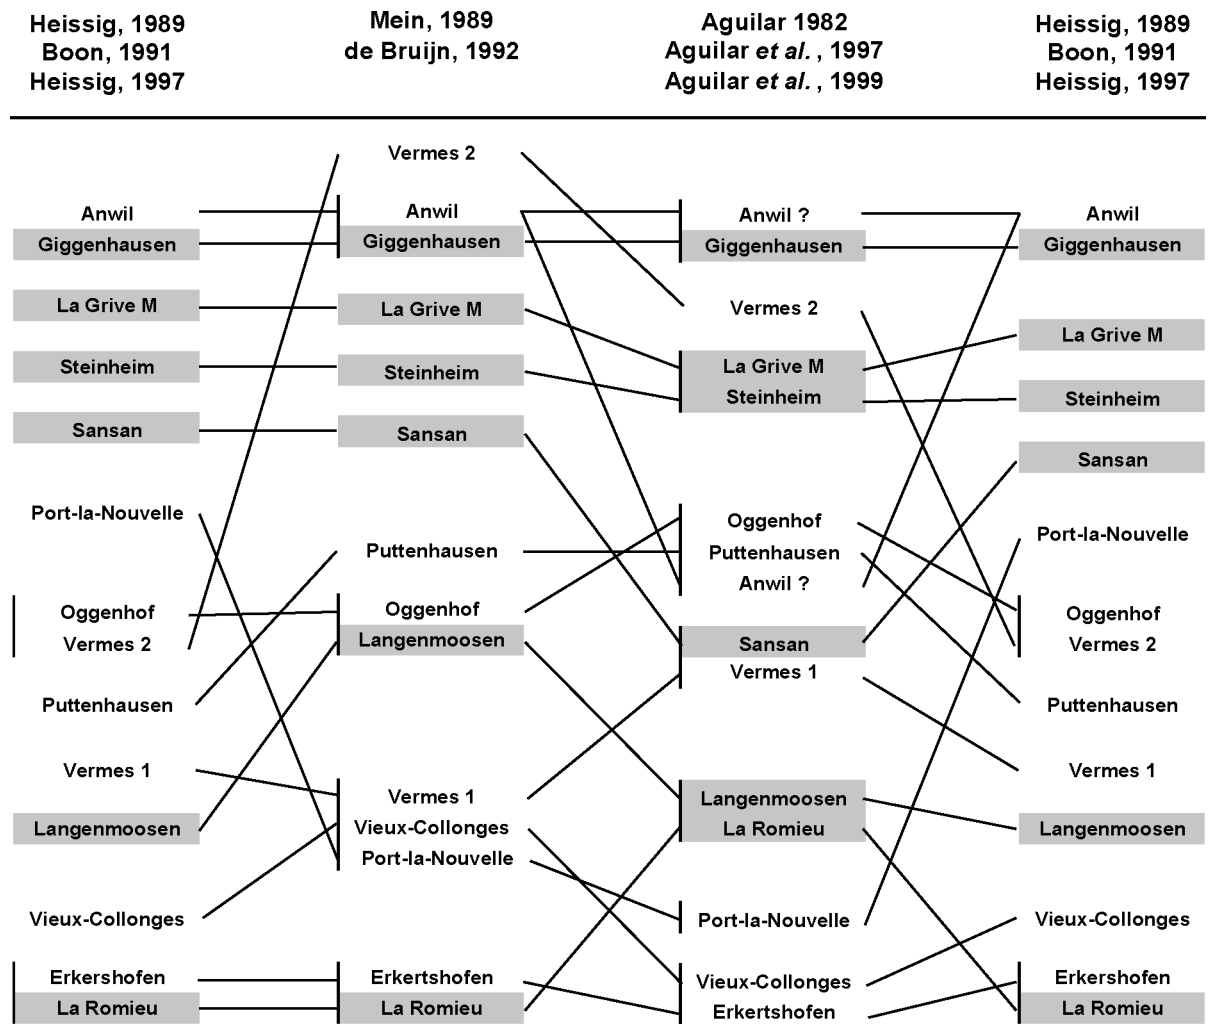 Heissig, 1989
Boon, 1991
Heissig, 1997
Mein, 1989
de Bruijn, 1992
Aguilar 1982
Aguilar et al. , 1997
Aguilar et al. , 1999
Heissig, 1989
Boon, 1991
Heissig, 1997
Anwil
Giggenhausen
La Grive M
Steinheim
Sansan
Port-la-Nouvelle
Oggenhof
Vermes 2
Puttenhausen
Vermes 1
Langenmoosen
Vieux-Collonges
Erkershofen
La Romieu
Vermes 2
Anwil
Giggenhausen
La Grive M
Steinheim
Sansan
Puttenhausen
Oggenhof
Langenmoosen
Vermes 1
Vieux-Collonges
Port-la-Nouvelle
Erkertshofen
La Romieu
Anwil ?
Giggenhausen
Vermes 2
La Grive M
Steinheim
Oggenhof
Puttenhausen
Anwil ?
Sansan
Vermes 1
Langenmoosen
La Romieu
Port-la-Nouvelle
Vieux-Collonges
Erkertshofen
Anwil
Giggenhausen
La Grive M
Steinheim
Sansan
Port-la-Nouvelle
Oggenhof
Vermes 2
Puttenhausen
Vermes 1
Langenmoosen
Vieux-Collonges
Erkershofen
La Romieu